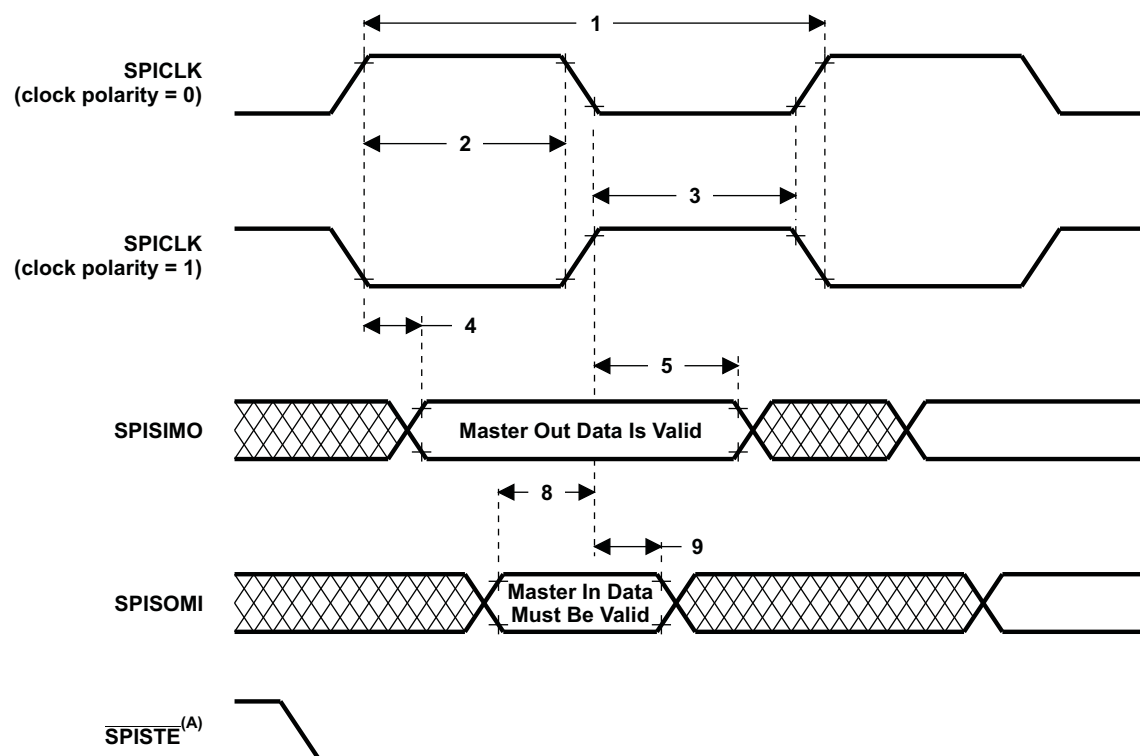 1
SPICLK
(clock polarity = 0)
2
3
SPICLK
(clock polarity = 1)
4
5
SPISIMO
Master Out Data Is Valid
8
9
SPISOMI
Master In Data
Must Be Valid
SPISTE(A)